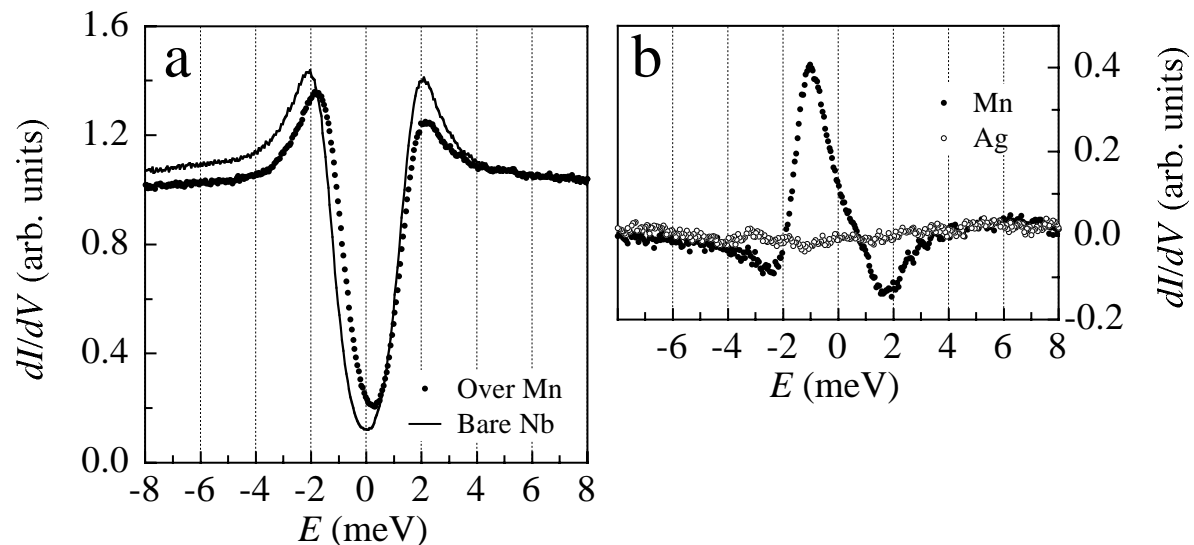 a
1.6
1.2
0.8
0.4
0.0
dI/dV (arb. units)
Over Mn
Bare Nb
-8 -6 -4 -2 0 2 4 6 8
E (meV)
b
Mn
Ag
0.4
0.2
0.0
-0.2
dI/dV (arb. units)
-6 -4 -2 0 2 4 6 8
E (meV)